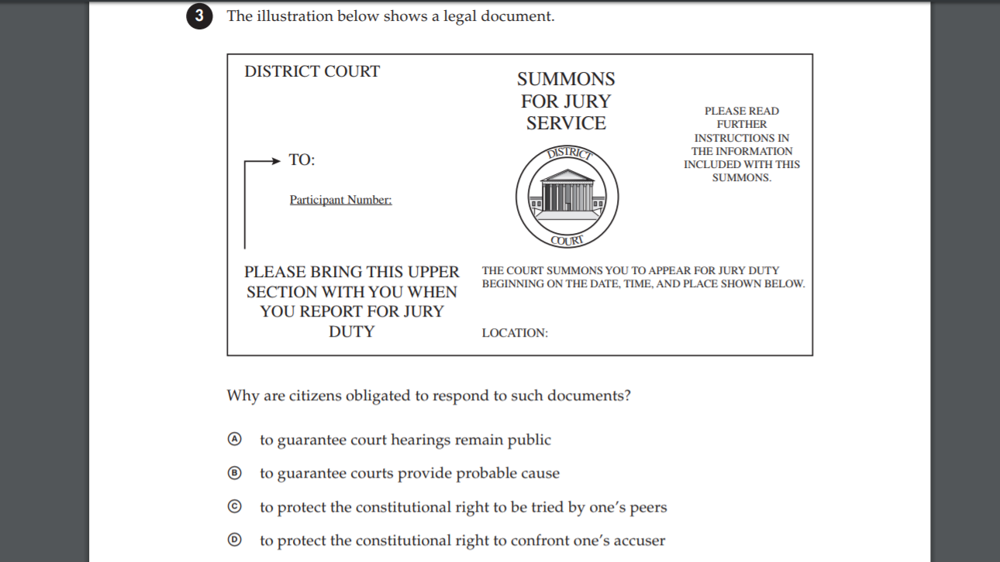 3 The illustration below shows a legal document.
DISTRICT COURT
SUMMONS
FOR JURY
SERVICE
PLEASE READ
FURTHER
INSTRUCTIONS IN
THE INFORMATION
INCLUDED WITH THIS
SUMMONS.
TO:
Participant Number:
DISTRICT
COURT
PLEASE BRING THIS UPPER
SECTION WITH YOU WHEN
YOU REPORT FOR JURY
DUTY
THE COURT SUMMONS YOU TO APPEAR FOR JURY DUTY
BEGINNING ON THE DATE, TIME, AND PLACE SHOWN BELOW.
LOCATION:
Why are citizens obligated to respond to such documents?
A to guarantee court hearings remain public
B to guarantee courts provide probable cause
C to protect the constitutional right to be tried by one's peers
D to protect the constitutional right to confront one's accuser